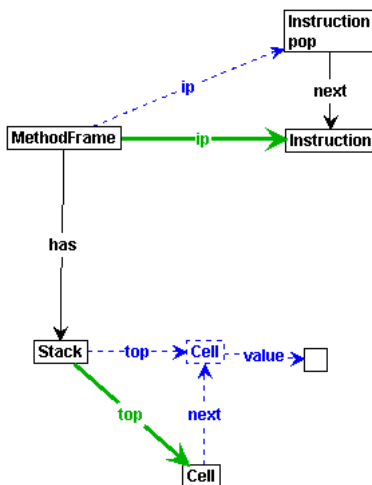 Instruction
pop
ip
next
MethodFrame
ip
Instruction
has
Stack
top
Cell
value
top
next
Cell